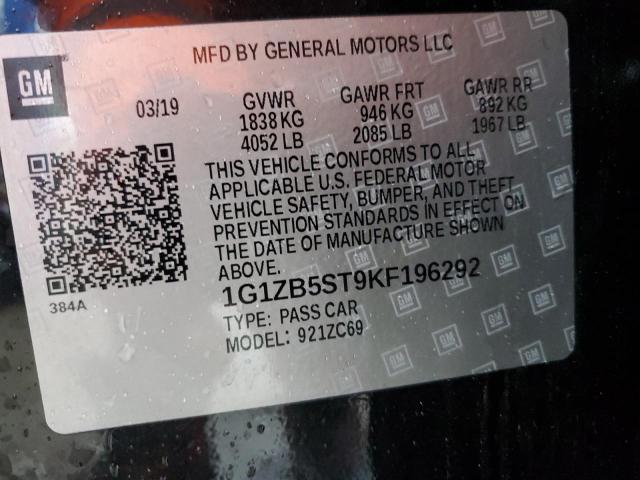 MFD BY GENERAL MOTORS LLC
GM
03/19
GVWR
1838 KG
4052 LB
GAWR FRT
946 KG
2085 LB
GAWR RR
892 KG
1967 LB
THIS VEHICLE CONFORMS TO ALL
APPLICABLE U.S. FEDERAL MOTOR
VEHICLE SAFETY, BUMPER, AND THEFT
PREVENTION STANDARDS IN EFFECT ON
THE DATE OF MANUFACTURE SHOWN
ABOVE.
384A
1G1ZB5ST9KF196292
TYPE: PASS CAR
MODEL: 921ZC69